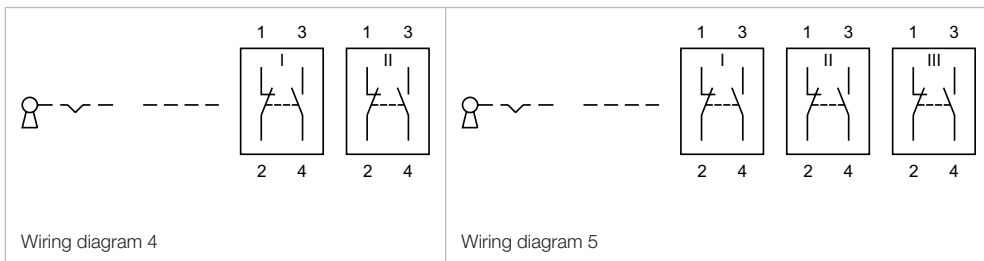 1 3 1 3
I II
2 4 2 4
Wiring diagram 4
1 3 1 3 1 3
I II III
2 4 2 4 2 4
Wiring diagram 5